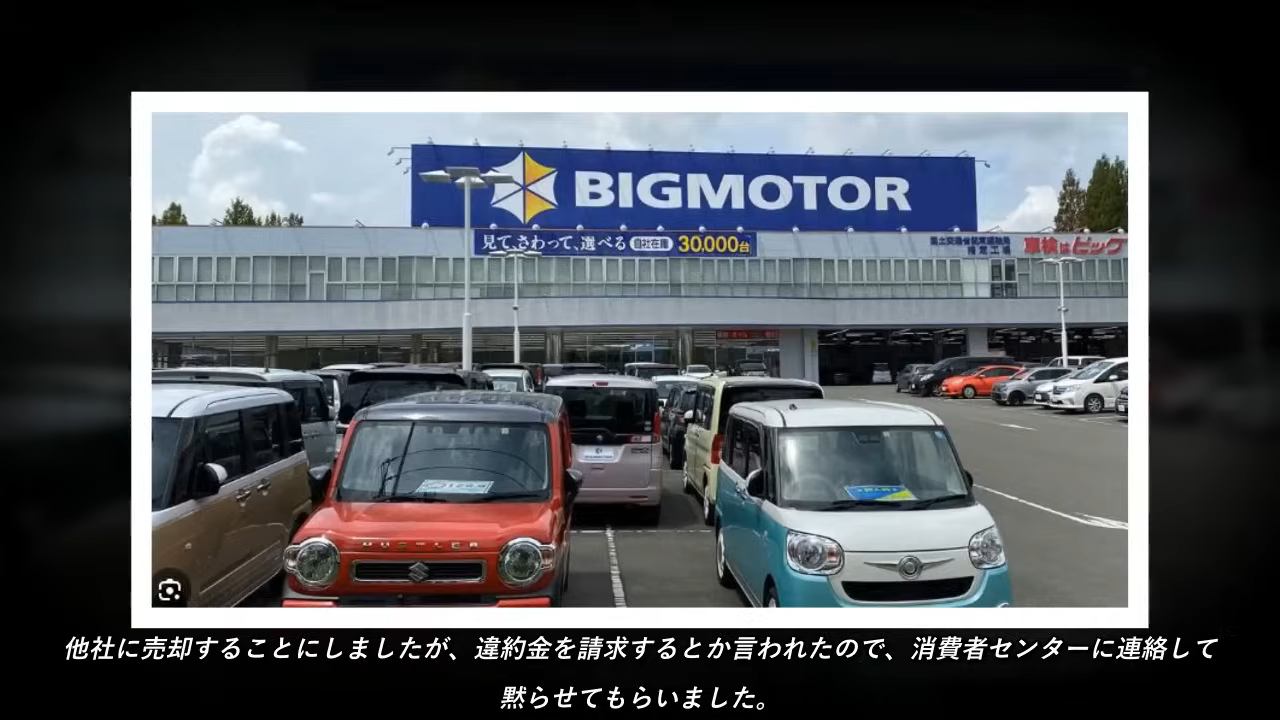 BIGMOTOR
見て、さわって、選べる 自社在庫 30,000台
車検はビッグ
HUSTLER
他社に売却することにしましたが、違約金を請求するとか言われたので、消費者センターに連絡して
黙らせてもらいました。